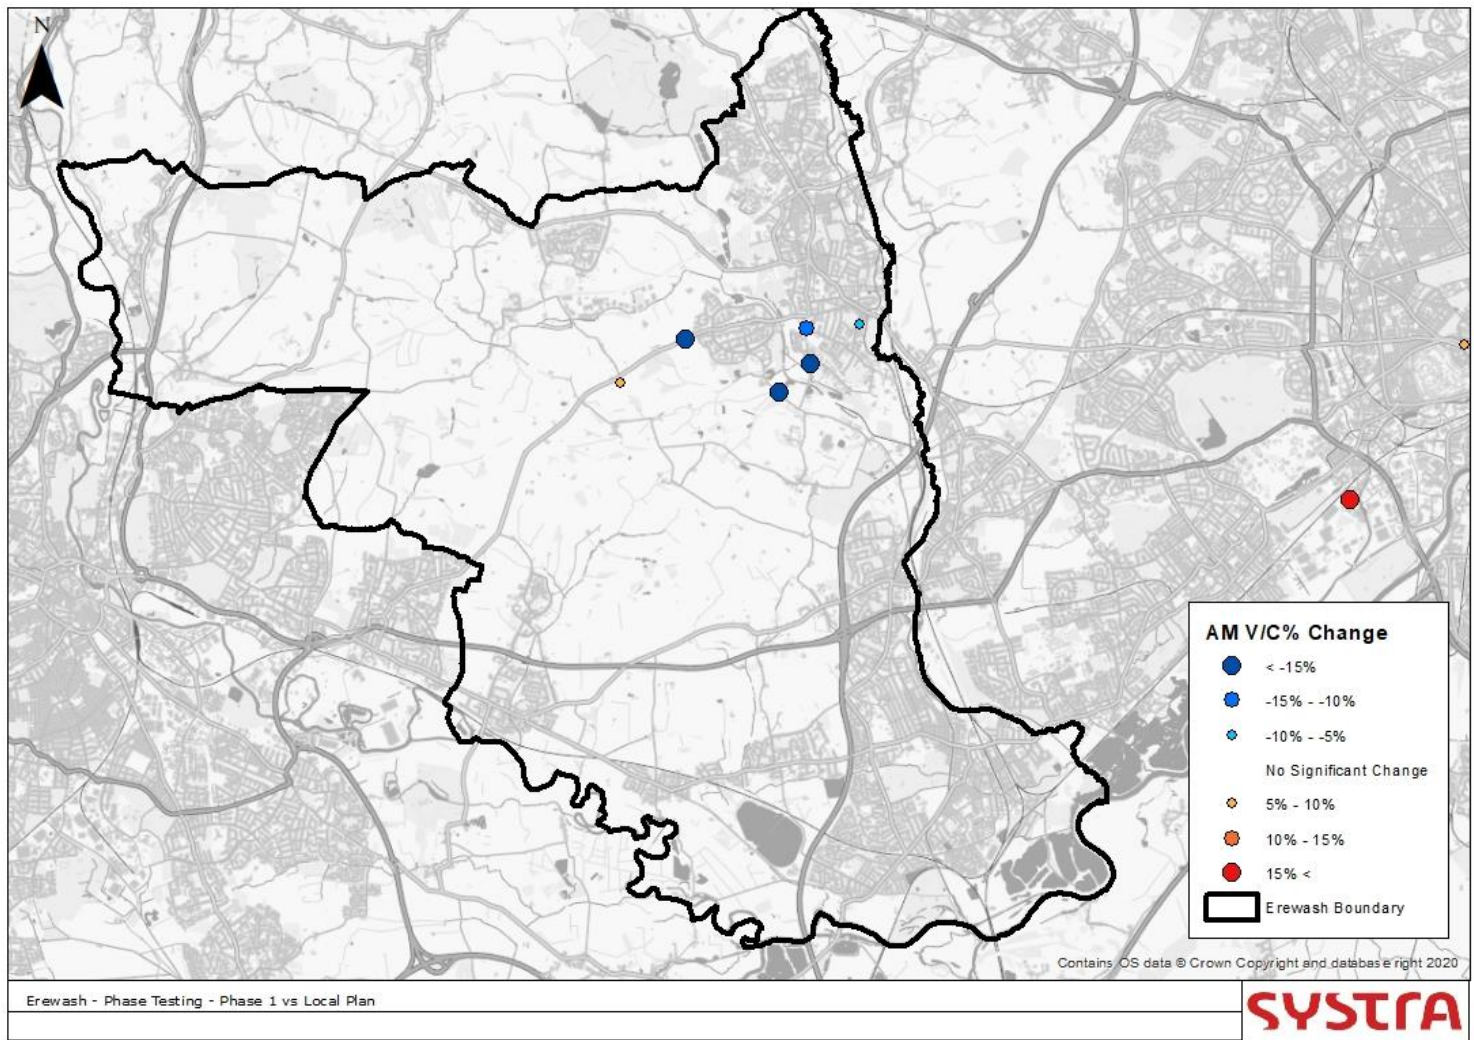 N
AM V/C% Change
< -15%
-15% - -10%
-10% - -5%
No Significant Change
5% - 10%
10% - 15%
15% <
Erewash Boundary
Contains OS data © Crown Copyright and database right 2020
Erewash - Phase Testing - Phase 1 vs Local Plan
SYSTRA